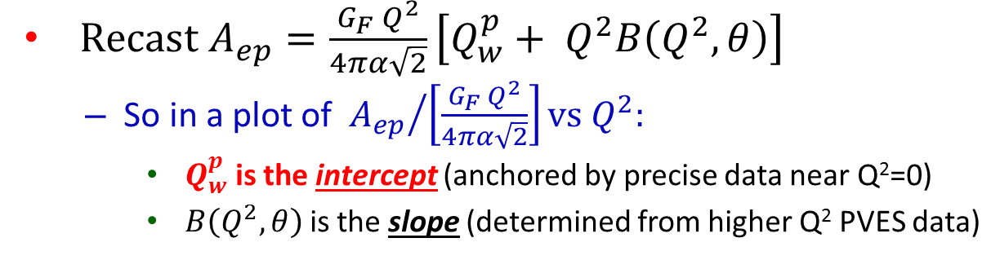 • Recast $A_{ep} = \frac{G_F Q^2}{4\pi\alpha\sqrt{2}} \left[ Q_w^p + Q^2 B(Q^2, \theta) \right]$
– So in a plot of $A_{ep} / \left[ \frac{G_F Q^2}{4\pi\alpha\sqrt{2}} \right]$ vs $Q^2$:
• $Q_w^p$ is the intercept (anchored by precise data near Q²=0)
• $B(Q^2, \theta)$ is the slope (determined from higher Q² PVES data)